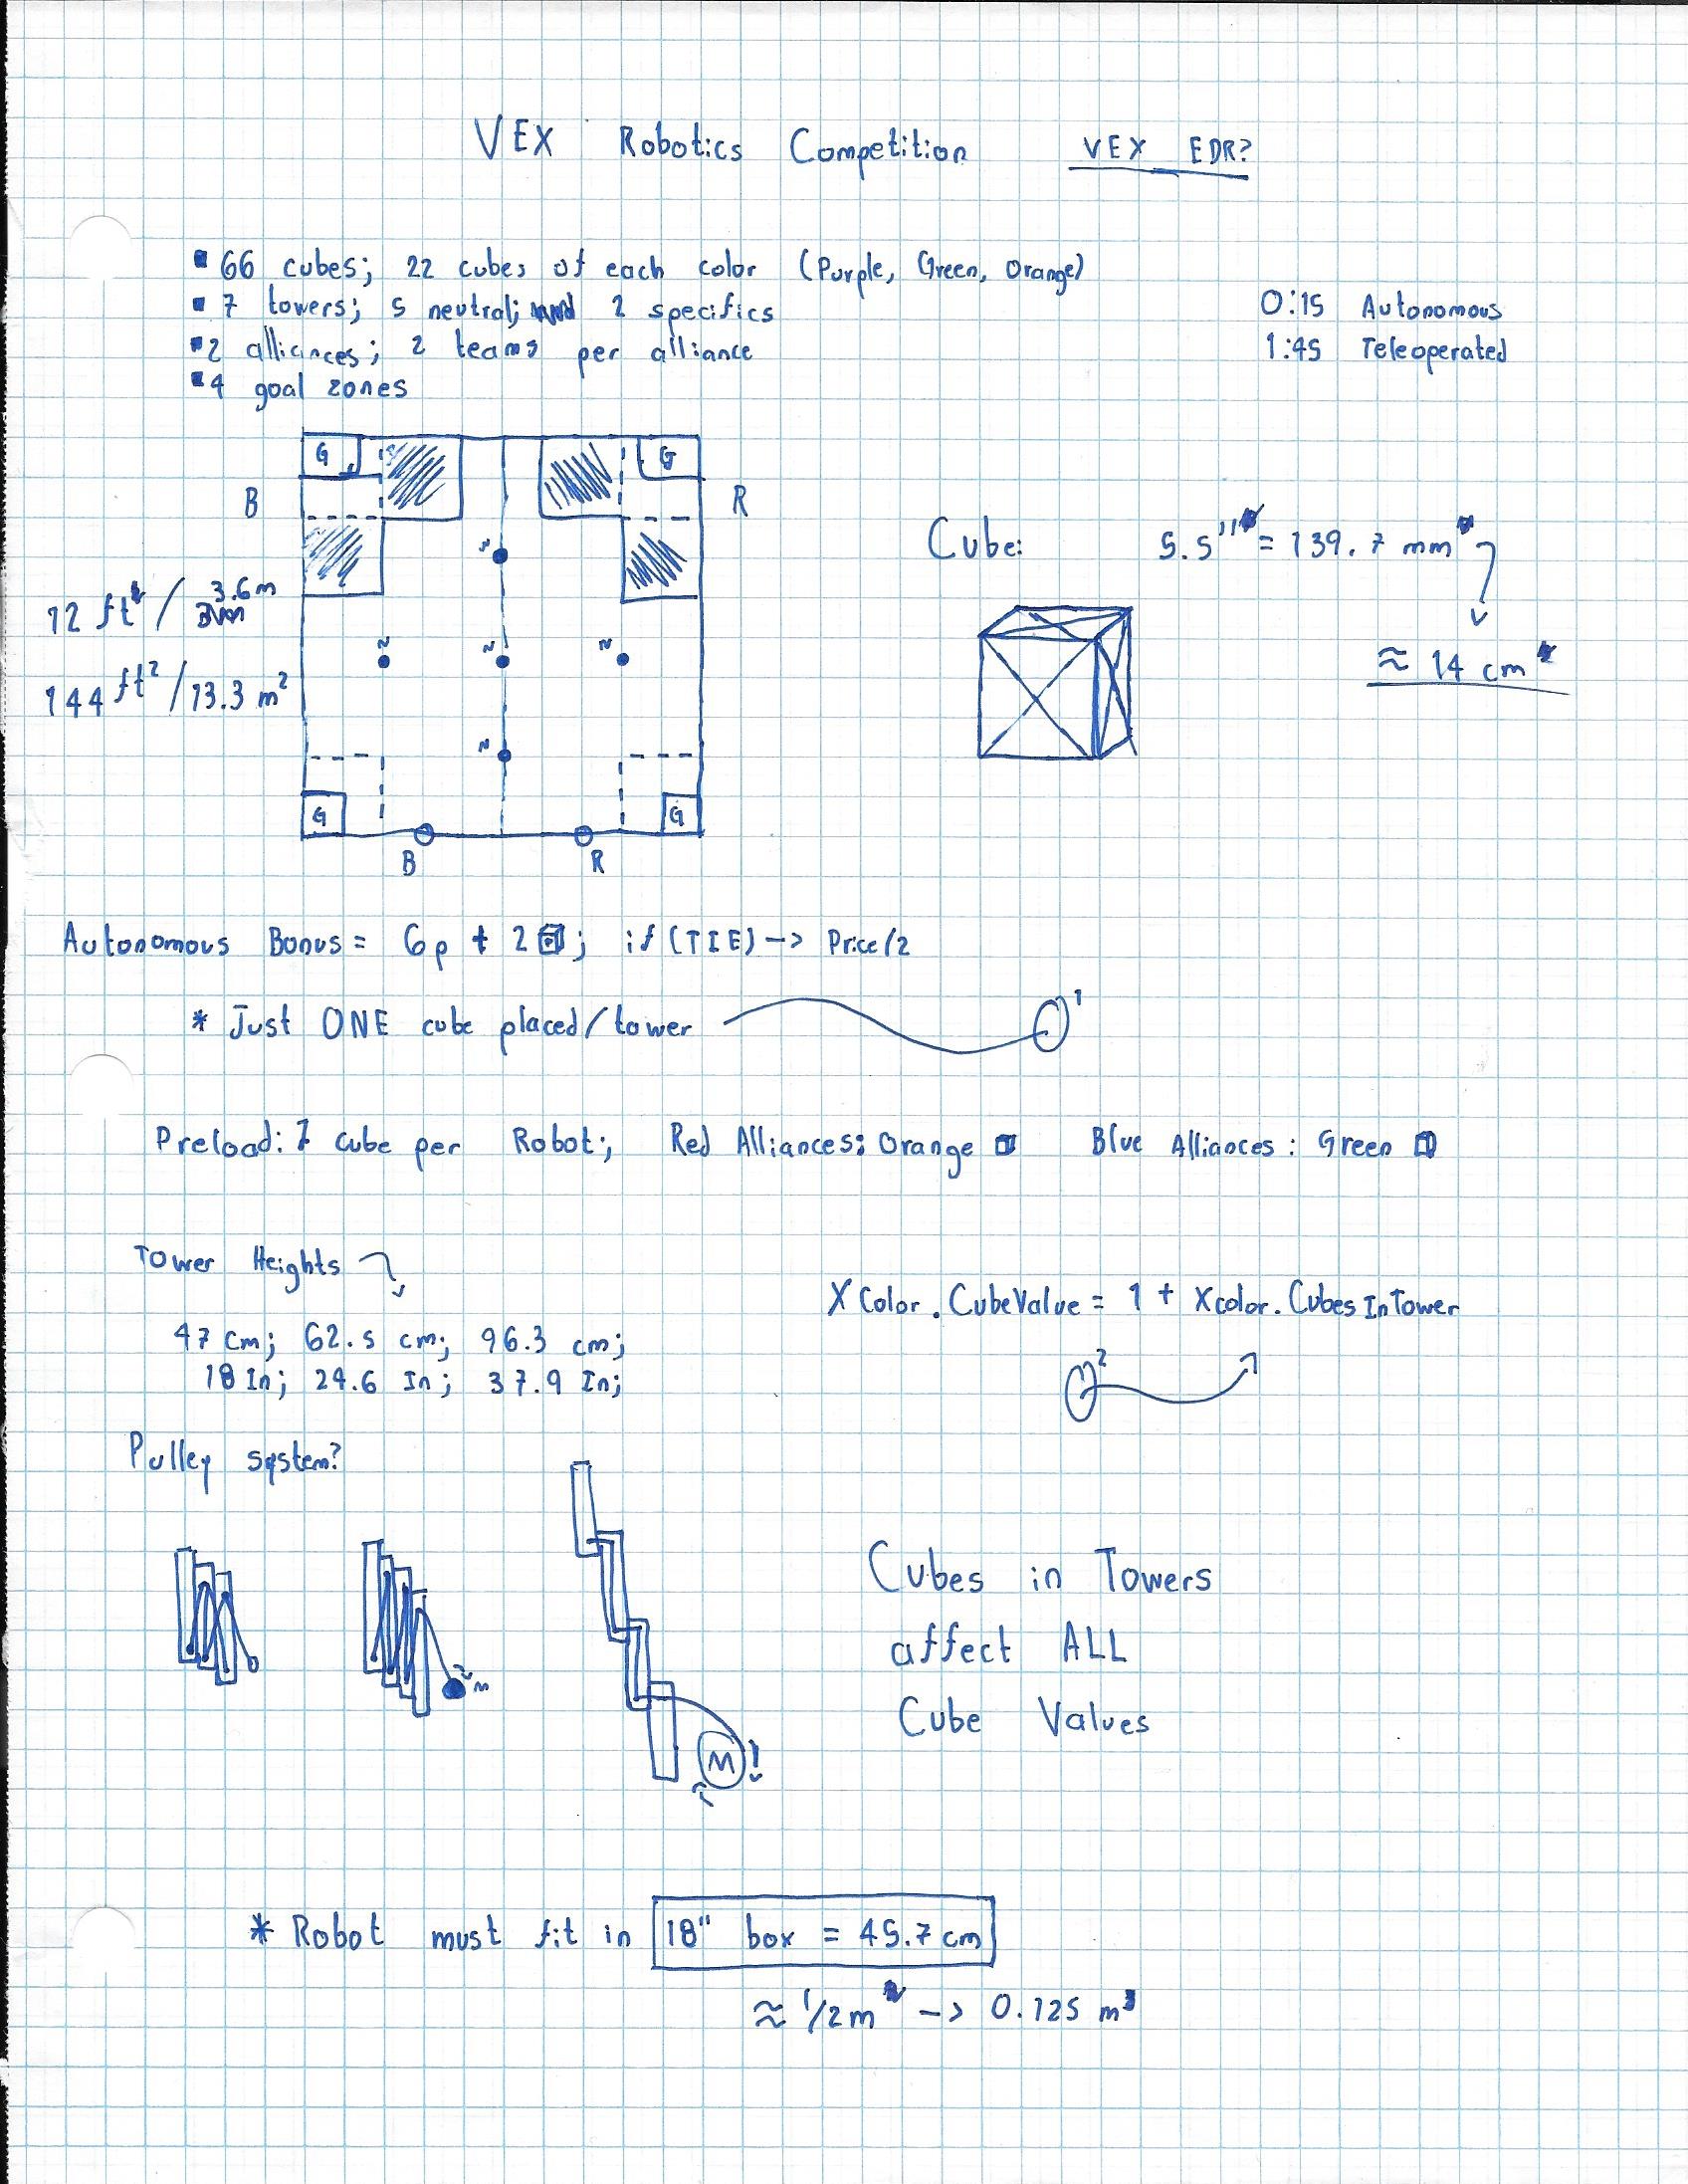 VEX Robotics Competition VEX EDR?
▪ 66 cubes; 22 cubes of each color (Purple, Green, Orange)
▪ 7 towers; 5 neutral; 2 specifics
▪ 2 alliances; 2 teams per alliance
▪ 4 goal zones
0:15 Autonomous
1:45 Teleoperated
G G
B R
N
N N N
N
G G
B R
12 ft / 3.6m
144 ft² / 13.3 m²
Cube: 5.5" = 139.7 mm
≈ 14 cm
Autonomous Bonus = 6p + 2 ; if (TIE) -> Price/2
* Just ONE cube placed/tower 1
Preload: 1 cube per Robot; Red Alliances: Orange Blue Alliances: Green
Tower Heights
47 cm; 62.5 cm; 96.3 cm;
18 In; 24.6 In; 37.9 In;
XColor.CubeValue = 1 + Xcolor.CubesInTower
2
Pulley system?
M
M!
Cubes in Towers
affect ALL
Cube Values
* Robot must fit in 18" box = 45.7 cm
≈ 1/2 m -> 0.125 m³